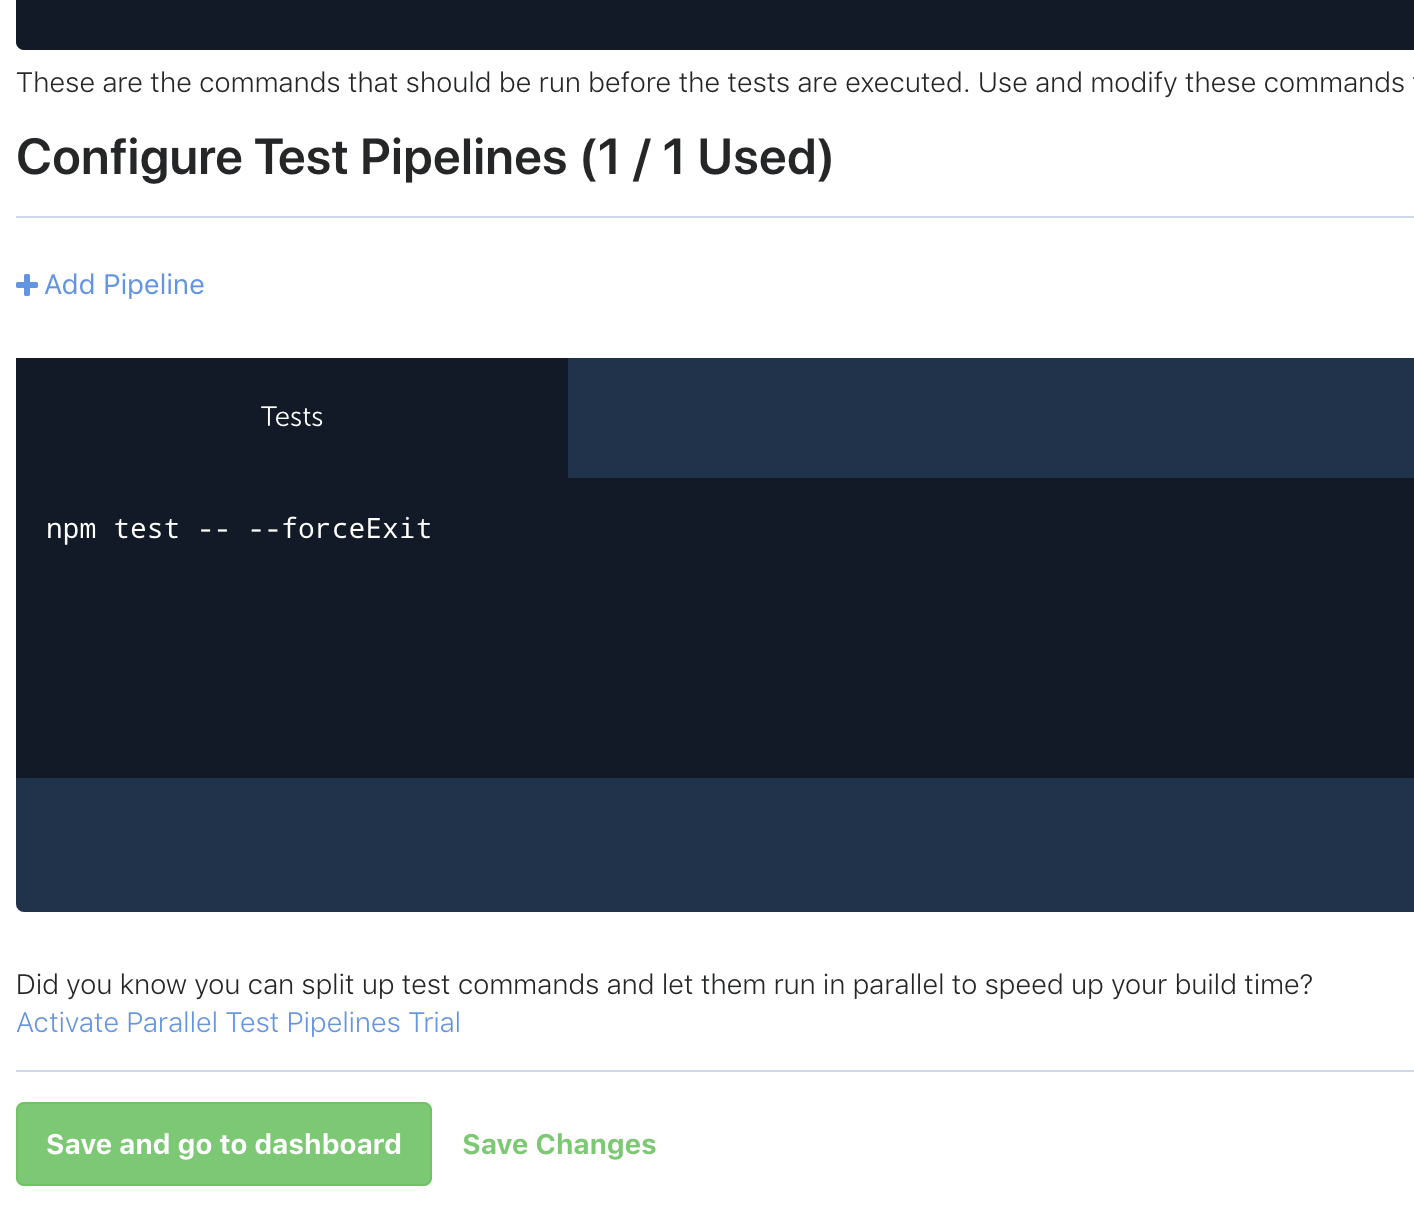 These are the commands that should be run before the tests are executed. Use and modify these commands
Configure Test Pipelines (1 / 1 Used)
Add Pipeline
Tests
npm test -- --forceExit
Did you know you can split up test commands and let them run in parallel to speed up your build time?
Activate Parallel Test Pipelines Trial
Save and go to dashboard
Save Changes